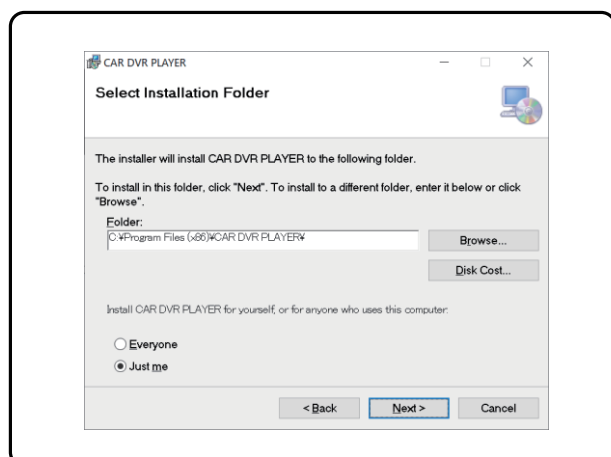 CAR DVR PLAYER
Select Installation Folder
The installer will install CAR DVR PLAYER to the following folder.
To install in this folder, click "Next". To install to a different folder, enter it below or click
"Browse".
Folder:
C:¥Program Files (x86)¥CAR DVR PLAYER¥
Browse...
Disk Cost...
Install CAR DVR PLAYER for yourself, or for anyone who uses this computer:
Everyone
Just me
< Back Next > Cancel